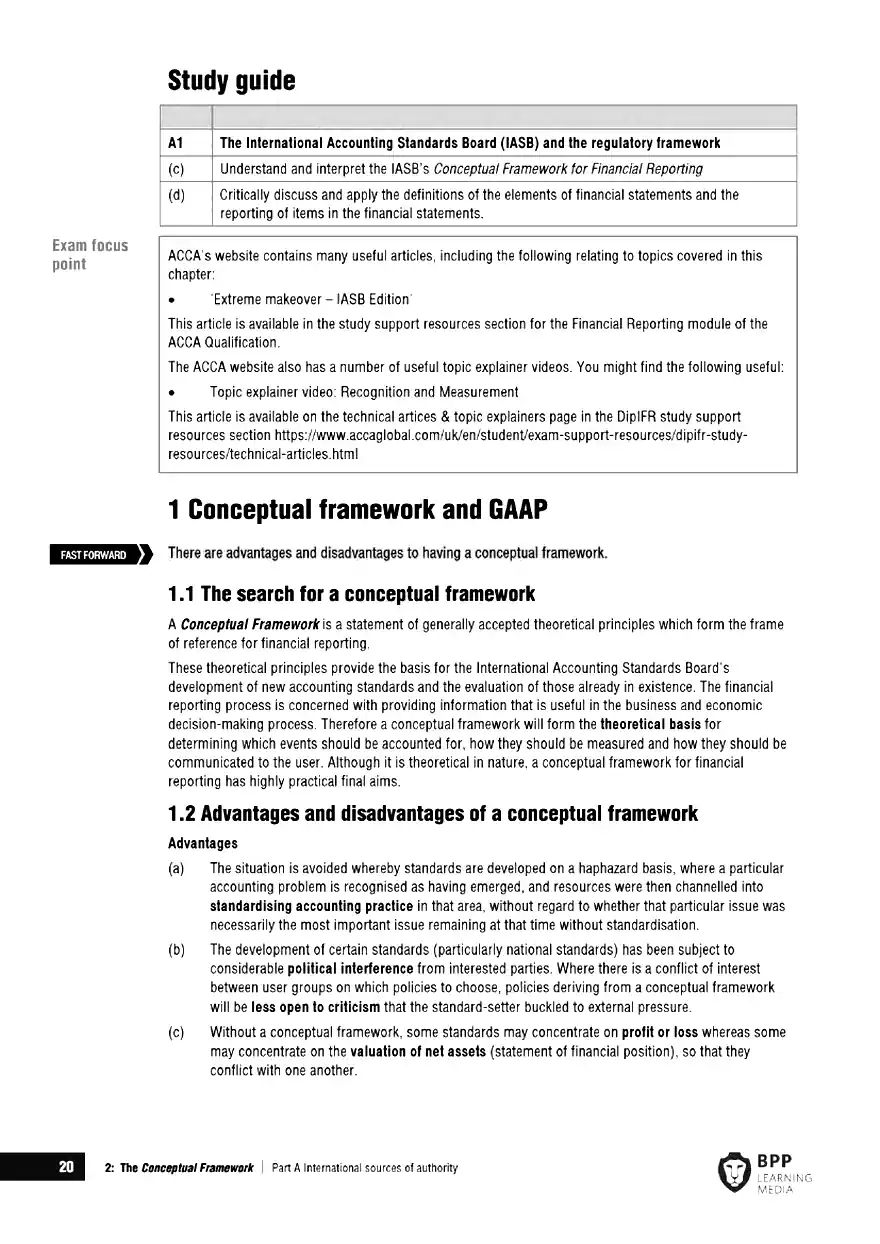 Study guide
A1 The International Accounting Standards Board (IASB) and the regulatory framework
(c) Understand and interpret the IASB's Conceptual Framework for Financial Reporting
(d) Critically discuss and apply the definitions of the elements of financial statements and the
reporting of items in the financial statements.
Exam focus
point
ACCA's website contains many useful articles, including the following relating to topics covered in this
chapter:
• 'Extreme makeover – IASB Edition'
This article is available in the study support resources section for the Financial Reporting module of the
ACCA Qualification.
The ACCA website also has a number of useful topic explainer videos. You might find the following useful:
• Topic explainer video: Recognition and Measurement
This article is available on the technical artices & topic explainers page in the DipIFR study support
resources section https://www.accaglobal.com/uk/en/student/exam-support-resources/dipifr-study-
resources/technical-articles.html
1 Conceptual framework and GAAP
FAST FORWARD
There are advantages and disadvantages to having a conceptual framework.
1.1 The search for a conceptual framework
A Conceptual Framework is a statement of generally accepted theoretical principles which form the frame
of reference for financial reporting.
These theoretical principles provide the basis for the International Accounting Standards Board's
development of new accounting standards and the evaluation of those already in existence. The financial
reporting process is concerned with providing information that is useful in the business and economic
decision-making process. Therefore a conceptual framework will form the theoretical basis for
determining which events should be accounted for, how they should be measured and how they should be
communicated to the user. Although it is theoretical in nature, a conceptual framework for financial
reporting has highly practical final aims.
1.2 Advantages and disadvantages of a conceptual framework
Advantages
(a) The situation is avoided whereby standards are developed on a haphazard basis, where a particular
accounting problem is recognised as having emerged, and resources were then channelled into
standardising accounting practice in that area, without regard to whether that particular issue was
necessarily the most important issue remaining at that time without standardisation.
(b) The development of certain standards (particularly national standards) has been subject to
considerable political interference from interested parties. Where there is a conflict of interest
between user groups on which policies to choose, policies deriving from a conceptual framework
will be less open to criticism that the standard-setter buckled to external pressure.
(c) Without a conceptual framework, some standards may concentrate on profit or loss whereas some
may concentrate on the valuation of net assets (statement of financial position), so that they
conflict with one another.
20 2: The Conceptual Framework | Part A International sources of authority
BPP
LEARNING
MEDIA